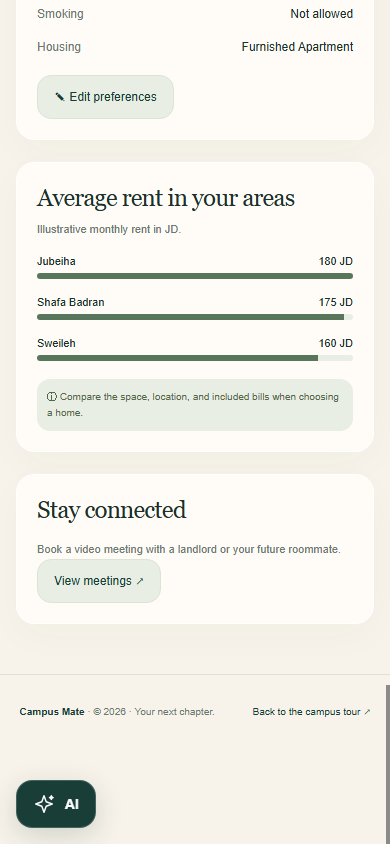 Smoking Not allowed
Housing Furnished Apartment
Edit preferences
Average rent in your areas
Illustrative monthly rent in JD.
Jubeiha 180 JD
Shafa Badran 175 JD
Sweileh 160 JD
Compare the space, location, and included bills when choosing
a home.
Stay connected
Book a video meeting with a landlord or your future roommate.
View meetings ↗
Campus Mate · © 2026 · Your next chapter. Back to the campus tour ↗
AI